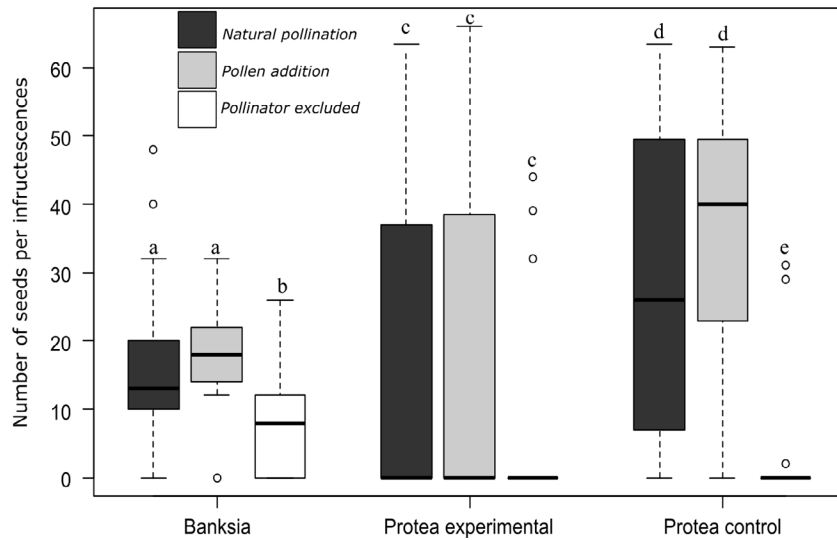 Natural pollination
Pollen addition
Pollinator excluded
Number of seeds per infructescences
60
50
40
30
20
10
0
a
a
b
c
c
c
d
d
e
Banksia
Protea experimental
Protea control